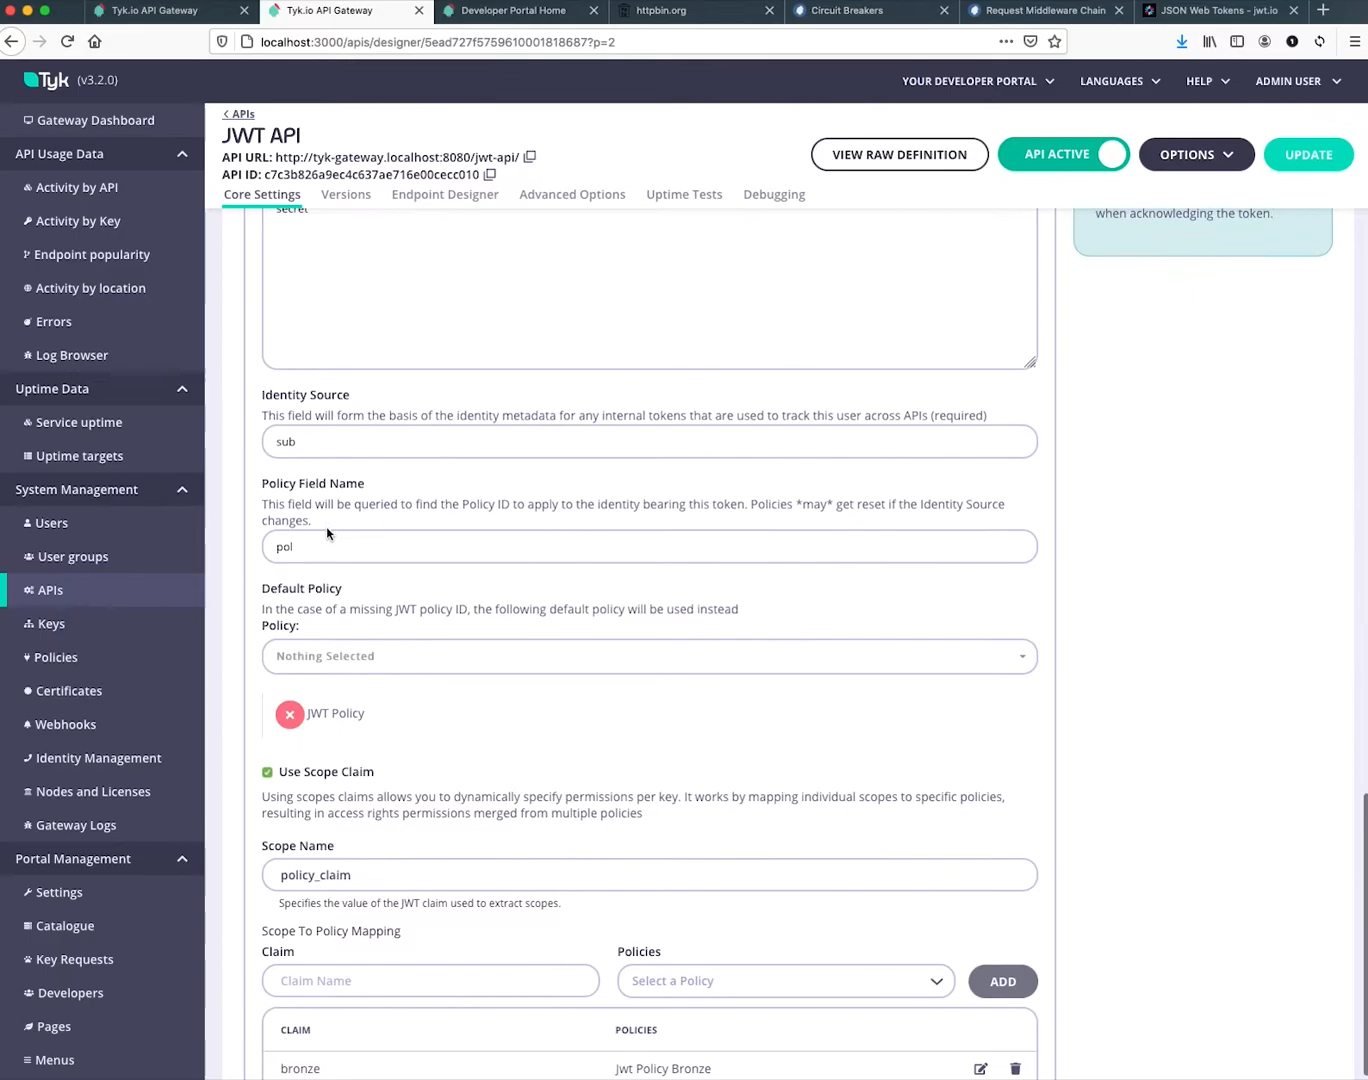 Tyk.io API Gateway
Tyk.io API Gateway
Developer Portal Home
httpbin.org
Circuit Breakers
Request Middleware Chain
JSON Web Tokens - jwt.io
localhost:3000/apis/designer/5ead727f5759610001818687?p=2
Tyk (v3.2.0)
YOUR DEVELOPER PORTAL
LANGUAGES
HELP
ADMIN USER
Gateway Dashboard
API Usage Data
Activity by API
Activity by Key
Endpoint popularity
Activity by location
Errors
Log Browser
Uptime Data
Service uptime
Uptime targets
System Management
Users
User groups
APIs
Keys
Policies
Certificates
Webhooks
Identity Management
Nodes and Licenses
Gateway Logs
Portal Management
Settings
Catalogue
Key Requests
Developers
Pages
Menus
< APIs
JWT API
API URL: http://tyk-gateway.localhost:8080/jwt-api/
API ID: c7c3b826a9ec4c637ae716e00cecc010
VIEW RAW DEFINITION
API ACTIVE
OPTIONS
UPDATE
Core Settings
Versions
Endpoint Designer
Advanced Options
Uptime Tests
Debugging
secret
when acknowledging the token.
Identity Source
This field will form the basis of the identity metadata for any internal tokens that are used to track this user across APIs (required)
sub
Policy Field Name
This field will be queried to find the Policy ID to apply to the identity bearing this token. Policies *may* get reset if the Identity Source
changes.
pol
Default Policy
In the case of a missing JWT policy ID, the following default policy will be used instead
Policy:
Nothing Selected
JWT Policy
Use Scope Claim
Using scopes claims allows you to dynamically specify permissions per key. It works by mapping individual scopes to specific policies,
resulting in access rights permissions merged from multiple policies
Scope Name
policy_claim
Specifies the value of the JWT claim used to extract scopes.
Scope To Policy Mapping
Claim
Policies
Claim Name
Select a Policy
ADD
CLAIM
POLICIES
bronze
Jwt Policy Bronze